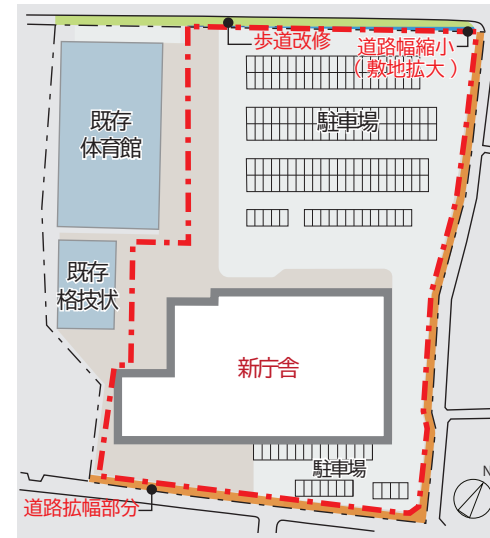 歩道改修
道路幅縮小
（敷地拡大）
駐車場
既存
体育館
既存
格技状
新庁舎
駐車場
道路拡幅部分
N